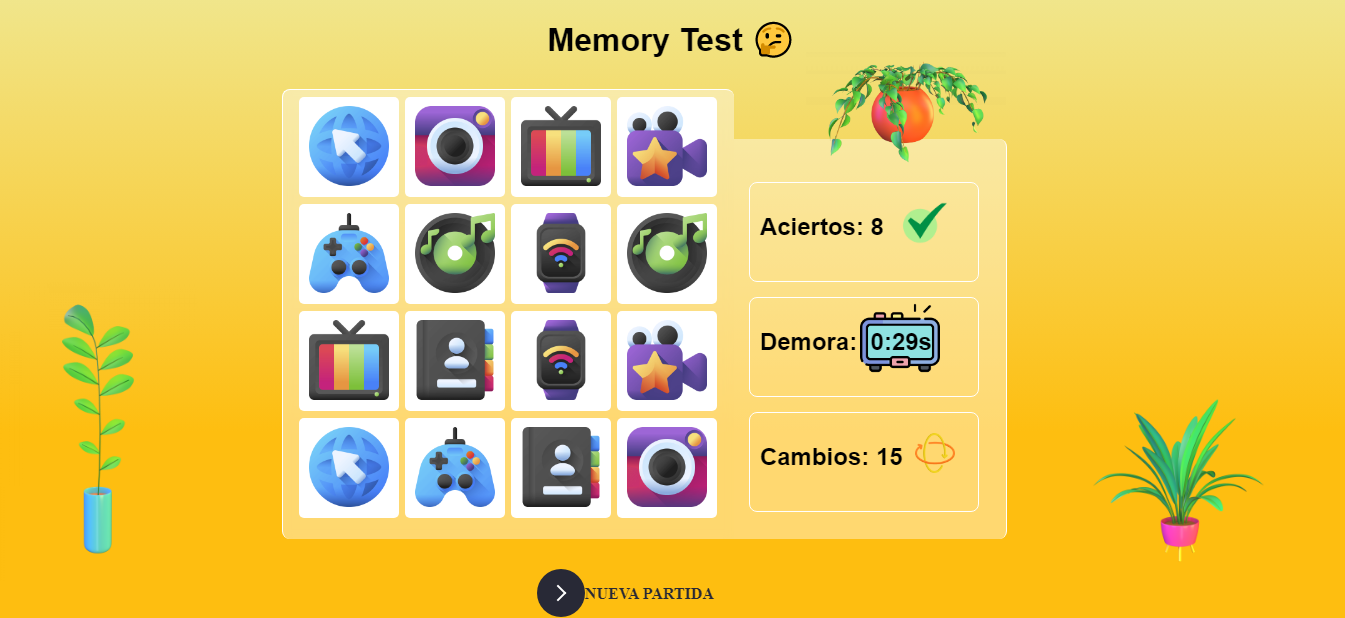 Memory Test 🤔
Aciertos: 8
Demora: 0:29s
Cambios: 15
NUEVA PARTIDA